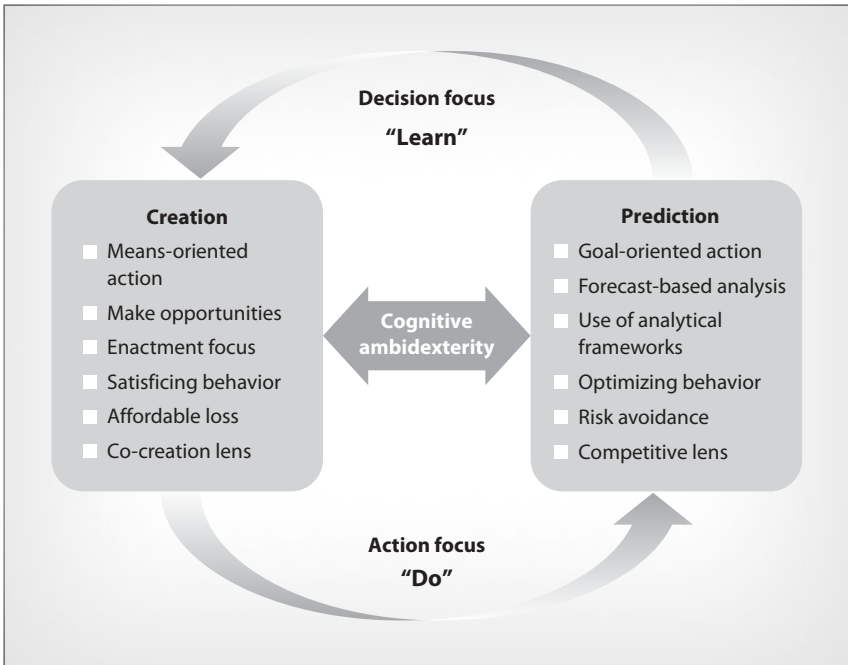 Decision focus
“Learn”
Creation
Means-oriented
action
Make opportunities
Enactment focus
Satisficing behavior
Affordable loss
Co-creation lens
Cognitive
ambidexterity
Prediction
Goal-oriented action
Forecast-based analysis
Use of analytical
frameworks
Optimizing behavior
Risk avoidance
Competitive lens
Action focus
“Do”